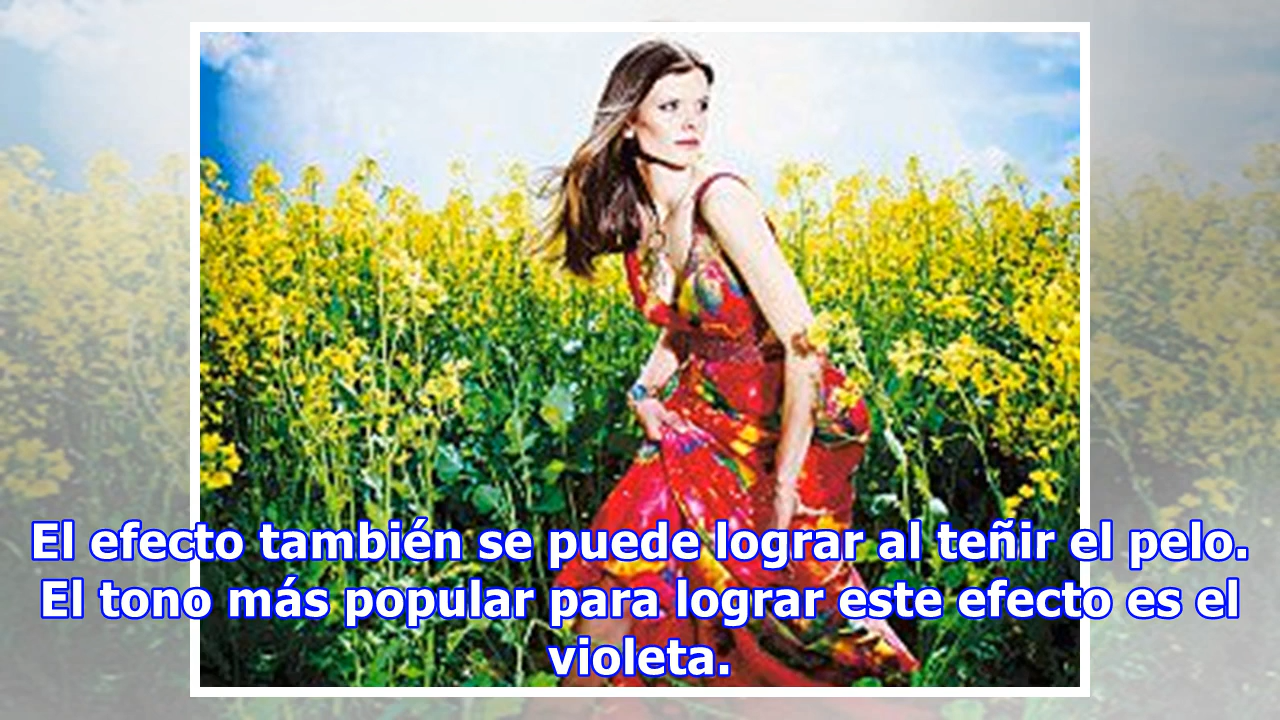 El efecto también se puede lograr al teñir el pelo.
El tono más popular para lograr este efecto es el
violeta.